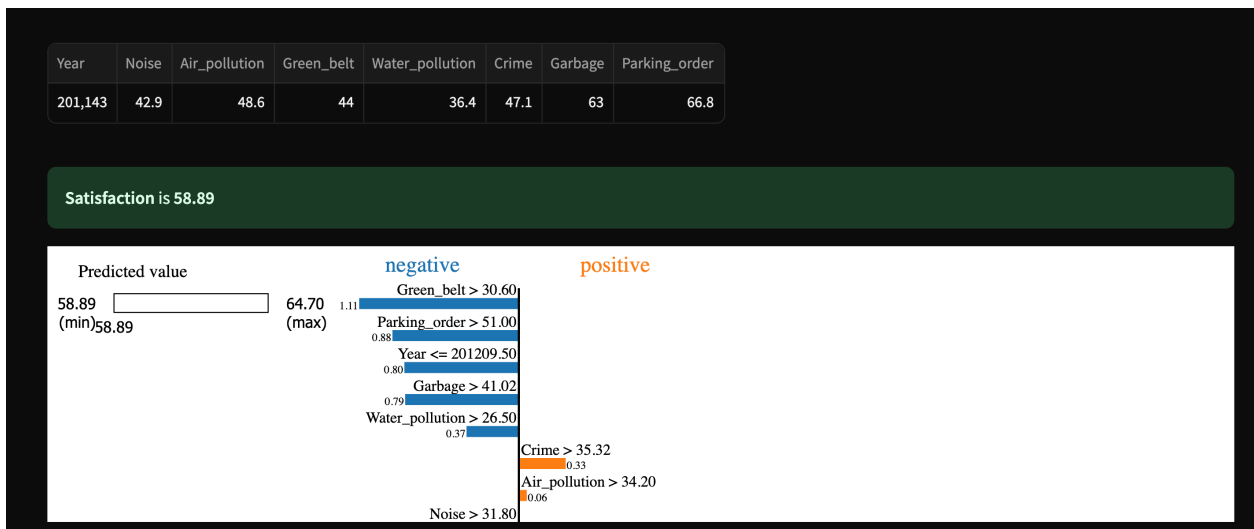 Year Noise Air_pollution Green_belt Water_pollution Crime Garbage Parking_order
201,143 42.9 48.6 44 36.4 47.1 63 66.8
Satisfaction is 58.89
Predicted value
58.89 64.70
(min) (max)
58.89
negative positive
Green_belt > 30.60
1.11
Parking_order > 51.00
0.88
Year <= 201209.50
0.80
Garbage > 41.02
0.79
Water_pollution > 26.50
0.37
Crime > 35.32
0.33
Air_pollution > 34.20
0.06
Noise > 31.80